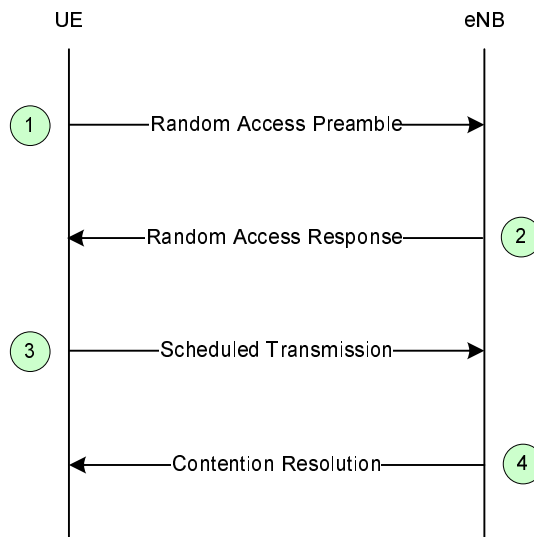 UE
eNB
1
Random Access Preamble
Random Access Response
2
3
Scheduled Transmission
Contention Resolution
4